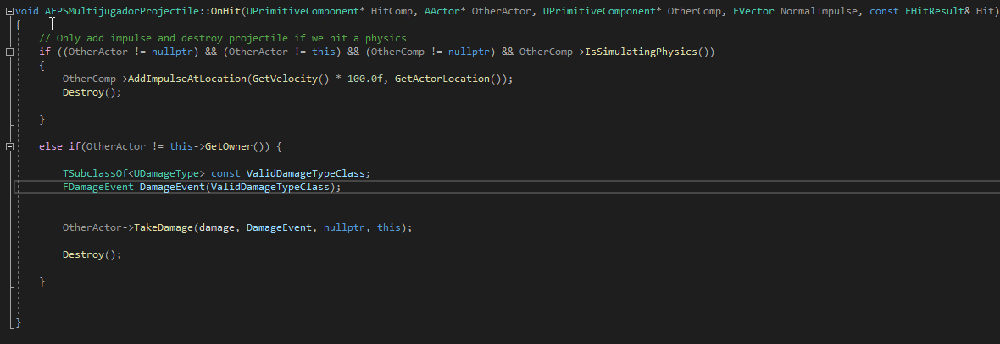 void AFPSMultijugadorProjectile::OnHit(UPrimitiveComponent* HitComp, AActor* OtherActor, UPrimitiveComponent* OtherComp, FVector NormalImpulse, const FHitResult& Hit)
{
// Only add impulse and destroy projectile if we hit a physics
if ((OtherActor != nullptr) && (OtherActor != this) && (OtherComp != nullptr) && OtherComp->IsSimulatingPhysics())
{
OtherComp->AddImpulseAtLocation(GetVelocity() * 100.0f, GetActorLocation());
Destroy();
}
else if(OtherActor != this->GetOwner()) {
TSubclassOf<UDamageType> const ValidDamageTypeClass;
FDamageEvent DamageEvent(ValidDamageTypeClass);
OtherActor->TakeDamage(damage, DamageEvent, nullptr, this);
Destroy();
}
}